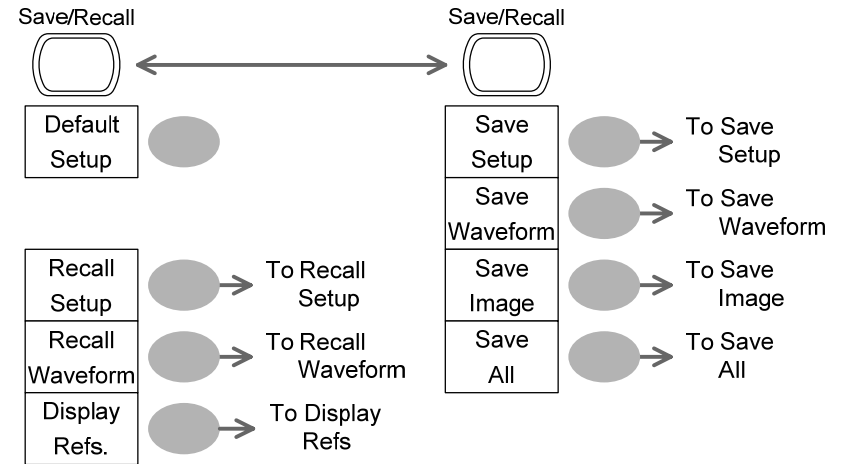 Save/Recall
Default
Setup
Recall
Setup
To Recall
Setup
Recall
Waveform
To Recall
Waveform
Display
Refs.
To Display
Refs
Save/Recall
Save
Setup
To Save
Setup
Save
Waveform
To Save
Waveform
Save
Image
To Save
Image
Save
All
To Save
All